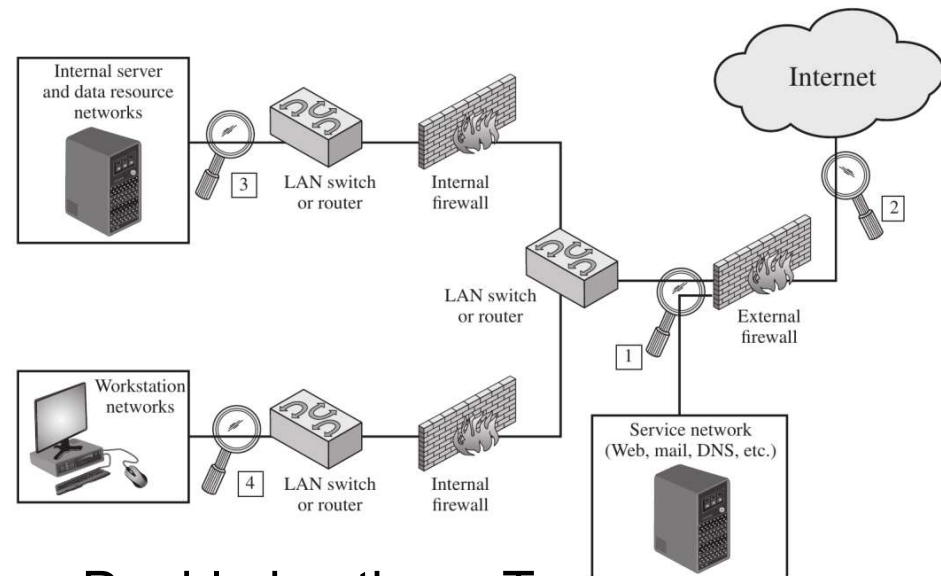 Internal server
and data resource
networks
3
LAN switch
or router
Internal
firewall
Internet
2
LAN switch
or router
External
firewall
1
Workstation
networks
4
LAN switch
or router
Internal
firewall
Service network
(Web, mail, DNS, etc.)